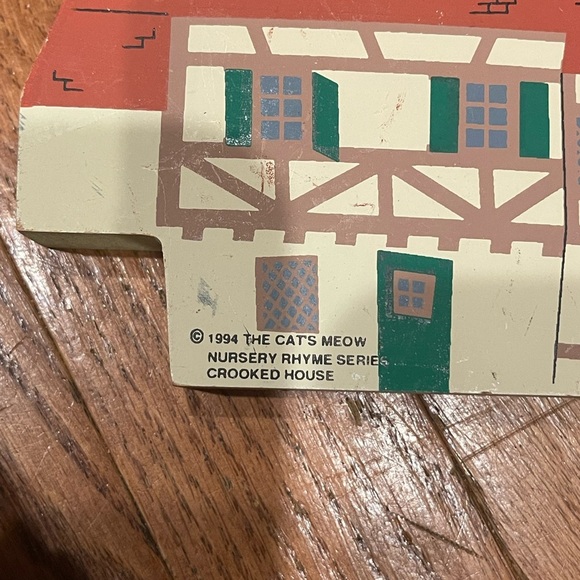 © 1994 THE CAT'S MEOW
NURSERY RHYME SERIES
CROOKED HOUSE